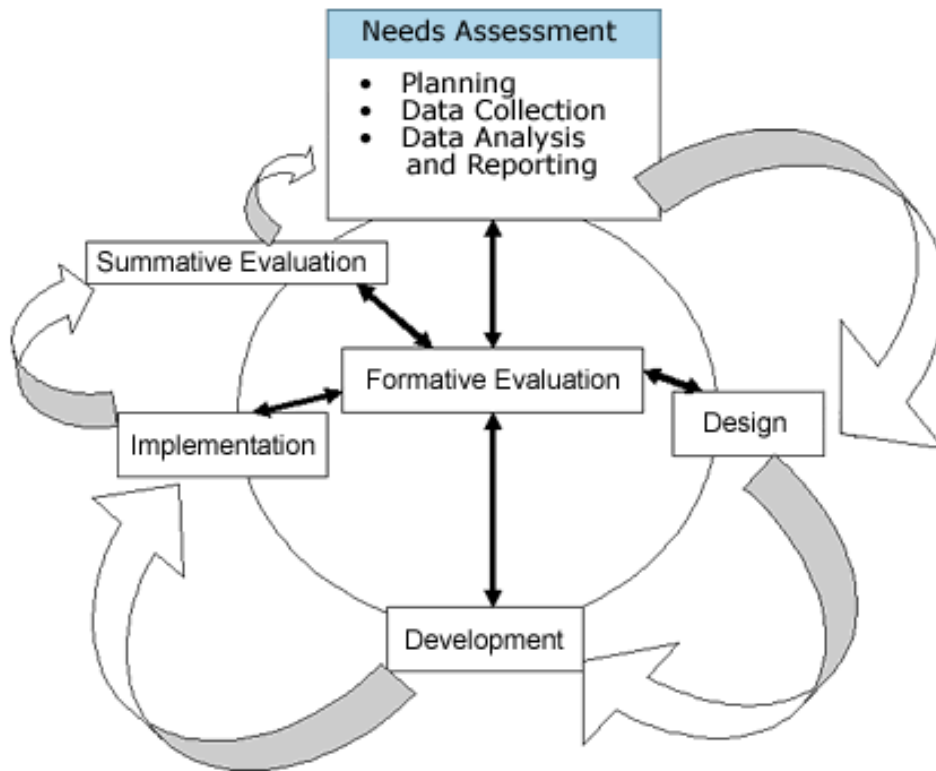 Needs Assessment
• Planning
• Data Collection
• Data Analysis
and Reporting
Summative Evaluation
Formative Evaluation
Design
Implementation
Development